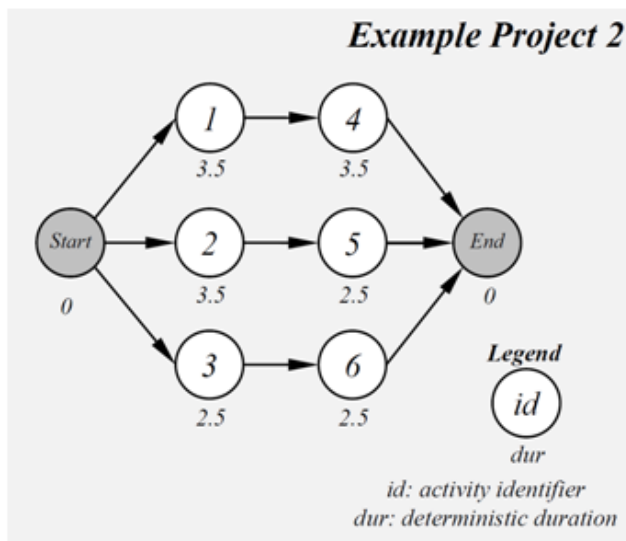 Example Project 2
1
4
3.5
3.5
Start
2
5
End
0
3.5
2.5
0
3
6
2.5
2.5
Legend
id
dur
id: activity identifier
dur: deterministic duration